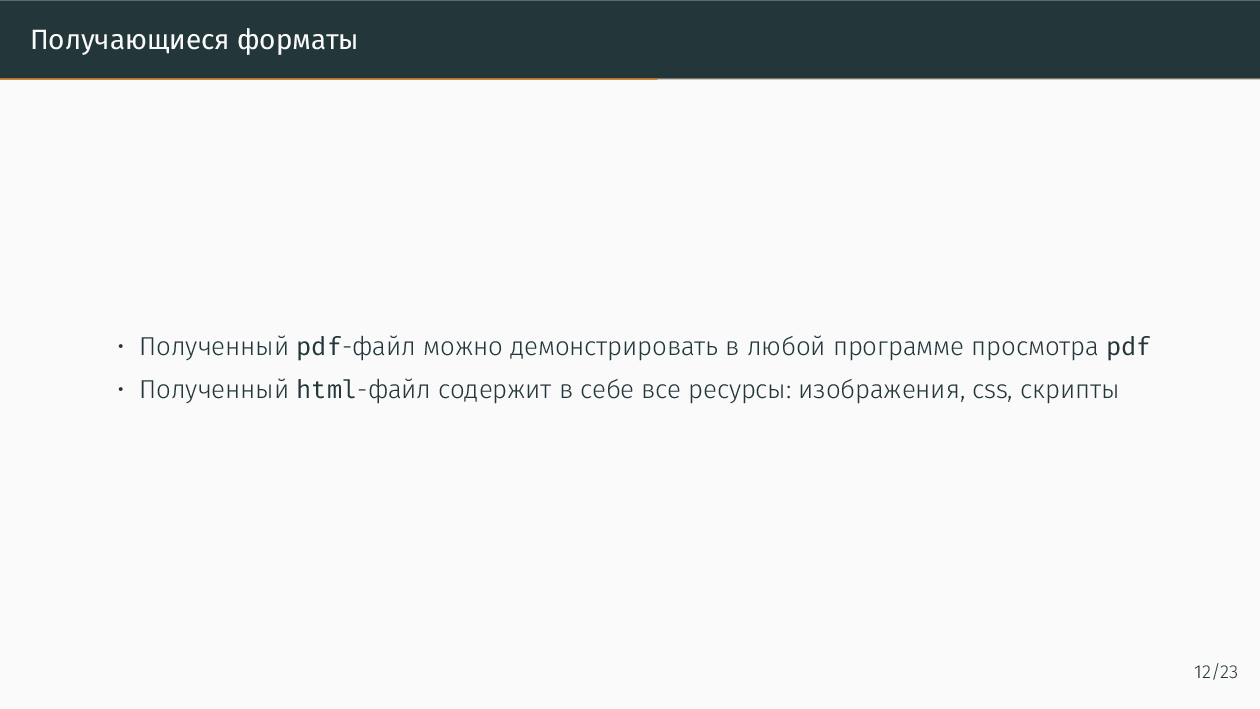 Получающиеся форматы
• Полученный pdf-файл можно демонстрировать в любой программе просмотра pdf
• Полученный html-файл содержит в себе все ресурсы: изображения, css, скрипты
12/23